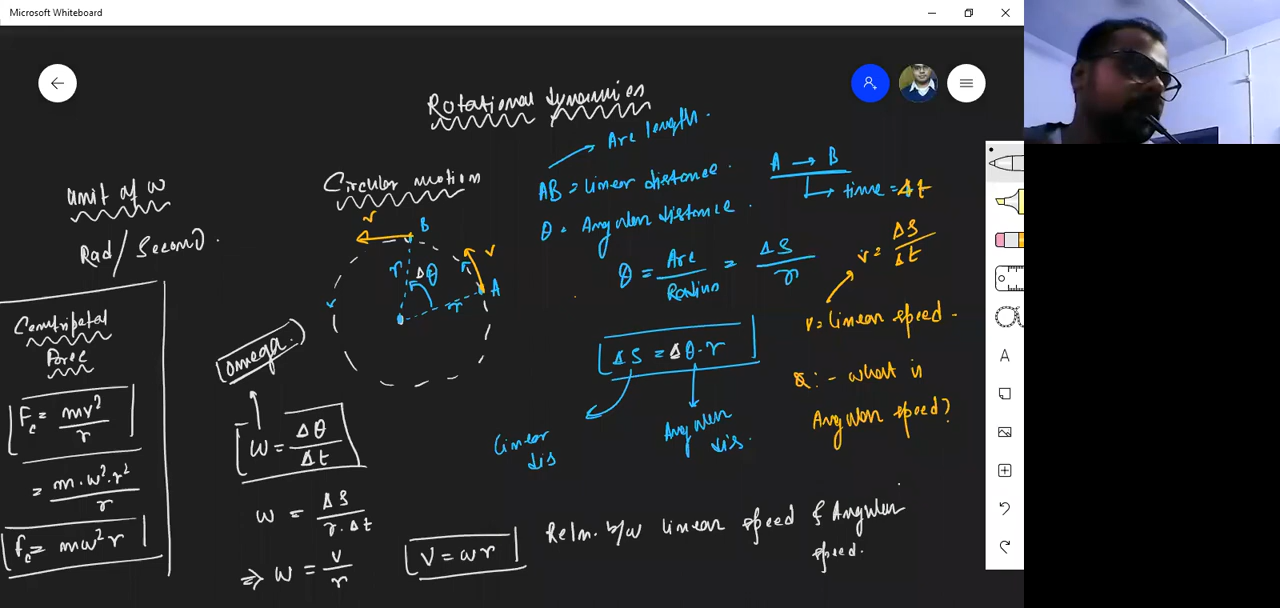 Microsoft Whiteboard
Rotational dynamics
Unit of ω
Rad/Second.
Circular motion
v
B
r
Δθ
v
A
r
Arc length.
AB = linear distance.
θ = Angular distance.
θ = Arc / Radius = ΔS / r
ΔS = Δθ·r
linear dis
Angular dis.
A → B
time = Δt
v = ΔS / Δt
v = linear speed.
Q:- what is
Angular speed?
Centripetal
Force
Fc = mv² / r
= m·ω²·r² / r
Fc = mω²r
omega.
ω = Δθ / Δt
ω = ΔS / r·Δt
⇒ ω = v / r
V = ωr
Reln. b/w linear speed & Angular
speed.
A